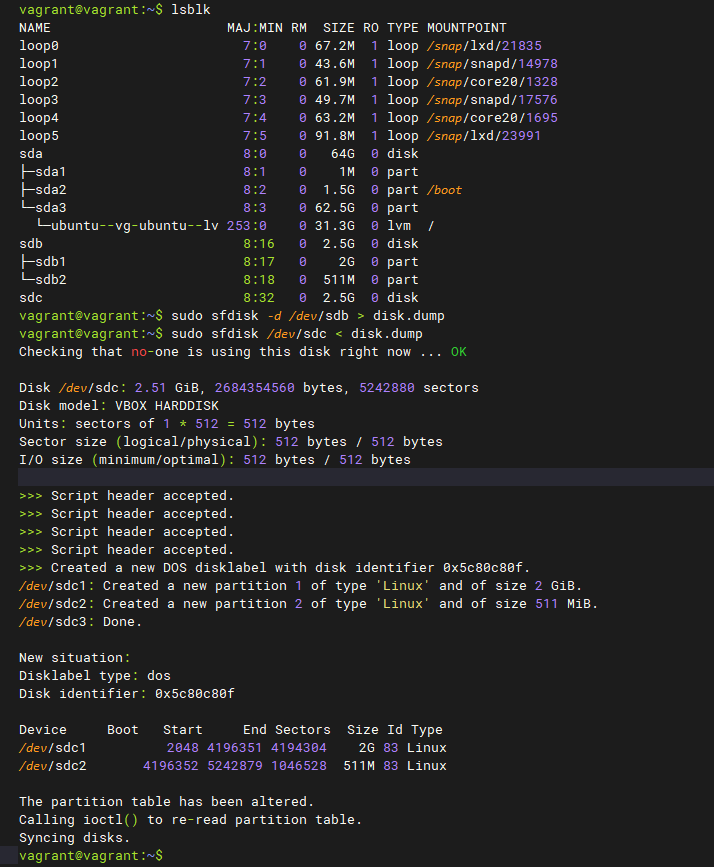 vagrant@vagrant:~$ lsblk
NAME                      MAJ:MIN RM  SIZE RO TYPE MOUNTPOINT
loop0                       7:0    0 67.2M  1 loop /snap/lxd/21835
loop1                       7:1    0 43.6M  1 loop /snap/snapd/14978
loop2                       7:2    0 61.9M  1 loop /snap/core20/1328
loop3                       7:3    0 49.7M  1 loop /snap/snapd/17576
loop4                       7:4    0 63.2M  1 loop /snap/core20/1695
loop5                       7:5    0 91.8M  1 loop /snap/lxd/23991
sda                         8:0    0   64G  0 disk
├─sda1                      8:1    0    1M  0 part
├─sda2                      8:2    0  1.5G  0 part /boot
└─sda3                      8:3    0 62.5G  0 part
  └─ubuntu--vg-ubuntu--lv 253:0    0 31.3G  0 lvm  /
sdb                         8:16   0  2.5G  0 disk
├─sdb1                      8:17   0    2G  0 part
└─sdb2                      8:18   0  511M  0 part
sdc                         8:32   0  2.5G  0 disk
vagrant@vagrant:~$ sudo sfdisk -d /dev/sdb > disk.dump
vagrant@vagrant:~$ sudo sfdisk /dev/sdc < disk.dump
Checking that no-one is using this disk right now ... OK
Disk /dev/sdc: 2.51 GiB, 2684354560 bytes, 5242880 sectors
Disk model: VBOX HARDDISK
Units: sectors of 1 * 512 = 512 bytes
Sector size (logical/physical): 512 bytes / 512 bytes
I/O size (minimum/optimal): 512 bytes / 512 bytes
>>> Script header accepted.
>>> Script header accepted.
>>> Script header accepted.
>>> Script header accepted.
>>> Created a new DOS disklabel with disk identifier 0x5c80c80f.
/dev/sdc1: Created a new partition 1 of type 'Linux' and of size 2 GiB.
/dev/sdc2: Created a new partition 2 of type 'Linux' and of size 511 MiB.
/dev/sdc3: Done.
New situation:
Disklabel type: dos
Disk identifier: 0x5c80c80f
Device     Boot   Start     End Sectors  Size Id Type
/dev/sdc1          2048 4196351 4194304    2G 83 Linux
/dev/sdc2       4196352 5242879 1046528  511M 83 Linux
The partition table has been altered.
Calling ioctl() to re-read partition table.
Syncing disks.
vagrant@vagrant:~$